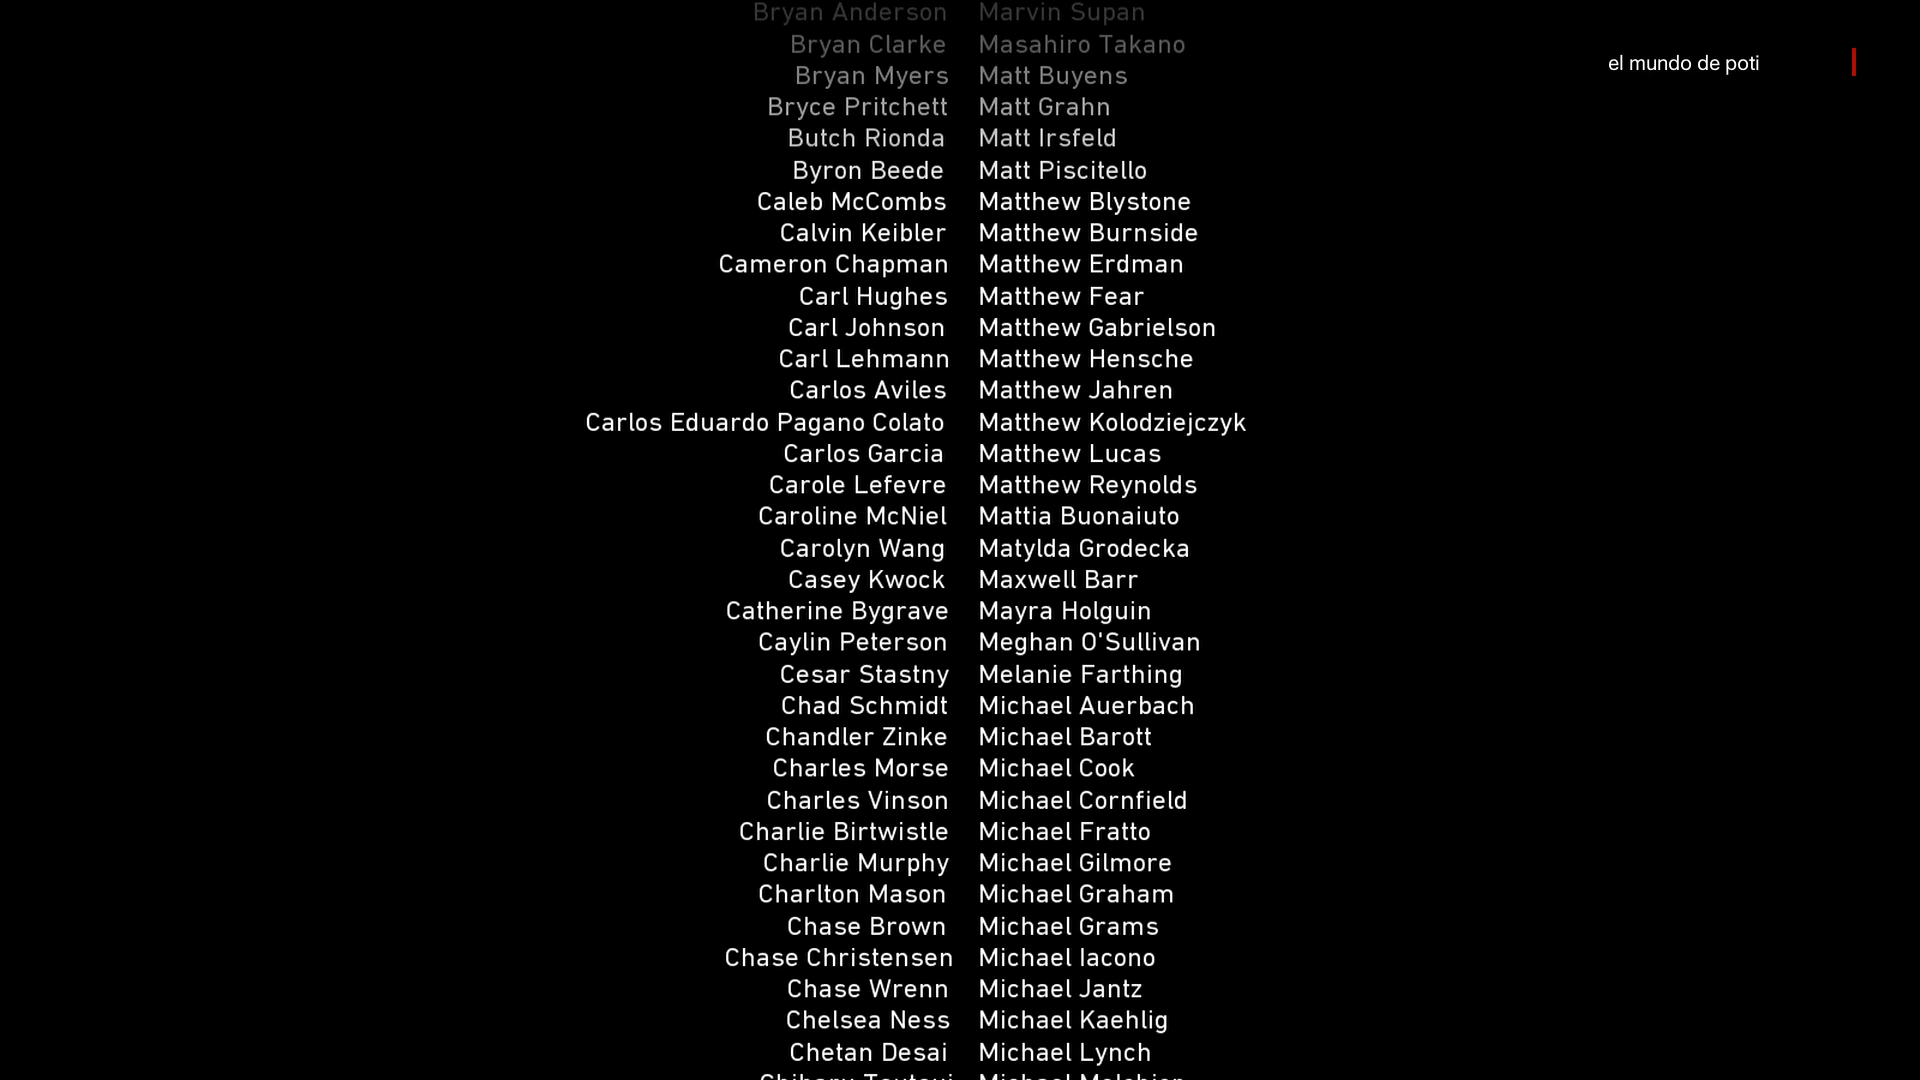 Bryan Anderson Marvin Supan
Bryan Clarke Masahiro Takano
Bryan Myers Matt Buyens
Bryce Pritchett Matt Grahn
Butch Rionda Matt Irsfeld
Byron Beede Matt Piscitello
Caleb McCombs Matthew Blystone
Calvin Keibler Matthew Burnside
Cameron Chapman Matthew Erdman
Carl Hughes Matthew Fear
Carl Johnson Matthew Gabrielson
Carl Lehmann Matthew Hensche
Carlos Aviles Matthew Jahren
Carlos Eduardo Pagano Colato Matthew Kolodziejczyk
Carlos Garcia Matthew Lucas
Carole Lefevre Matthew Reynolds
Caroline McNiel Mattia Buonaiuto
Carolyn Wang Matylda Grodecka
Casey Kwock Maxwell Barr
Catherine Bygrave Mayra Holguin
Caylin Peterson Meghan O'Sullivan
Cesar Stastny Melanie Farthing
Chad Schmidt Michael Auerbach
Chandler Zinke Michael Barott
Charles Morse Michael Cook
Charles Vinson Michael Cornfield
Charlie Birtwistle Michael Fratto
Charlie Murphy Michael Gilmore
Charlton Mason Michael Graham
Chase Brown Michael Grams
Chase Christensen Michael Iacono
Chase Wrenn Michael Jantz
Chelsea Ness Michael Kaehlig
Chetan Desai Michael Lynch
Michael
el mundo de poti